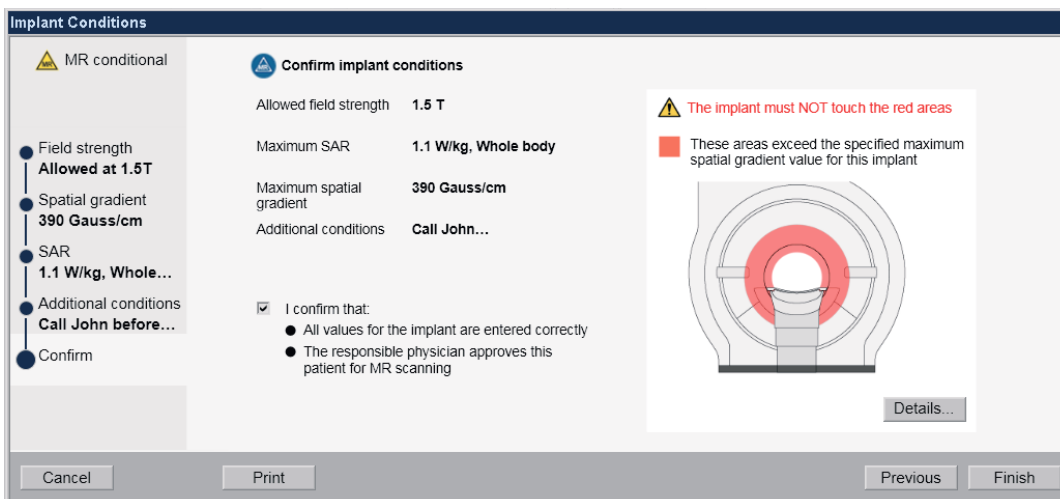 Implant Conditions
MR MR conditional
Field strength
Allowed at 1.5T
Spatial gradient
390 Gauss/cm
SAR
1.1 W/kg, Whole...
Additional conditions
Call John before...
Confirm
MR Confirm implant conditions
Allowed field strength 1.5 T
Maximum SAR 1.1 W/kg, Whole body
Maximum spatial
gradient 390 Gauss/cm
Additional conditions Call John...
I confirm that:
● All values for the implant are entered correctly
● The responsible physician approves this
patient for MR scanning
The implant must NOT touch the red areas
These areas exceed the specified maximum
spatial gradient value for this implant
Details...
Cancel
Print
Previous
Finish